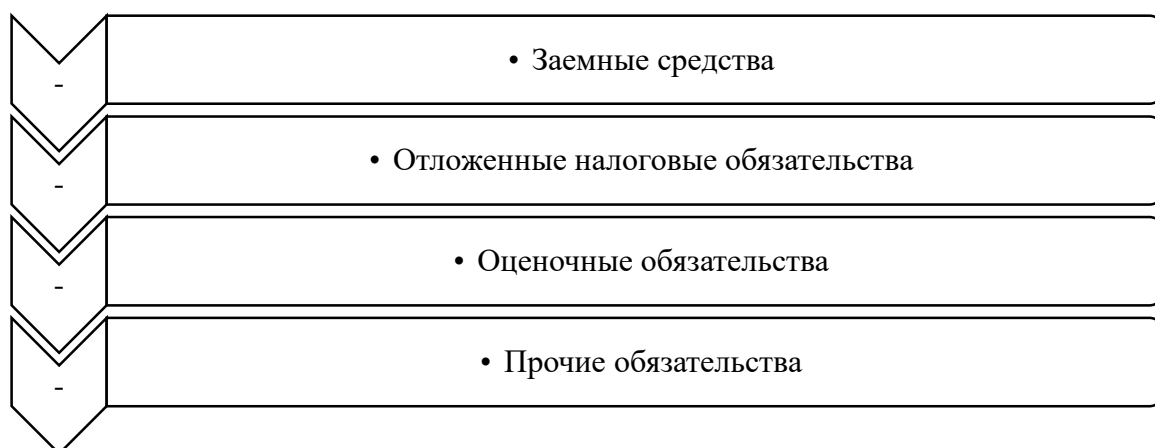 -
• Заемные средства
-
• Отложенные налоговые обязательства
-
• Оценочные обязательства
-
• Прочие обязательства